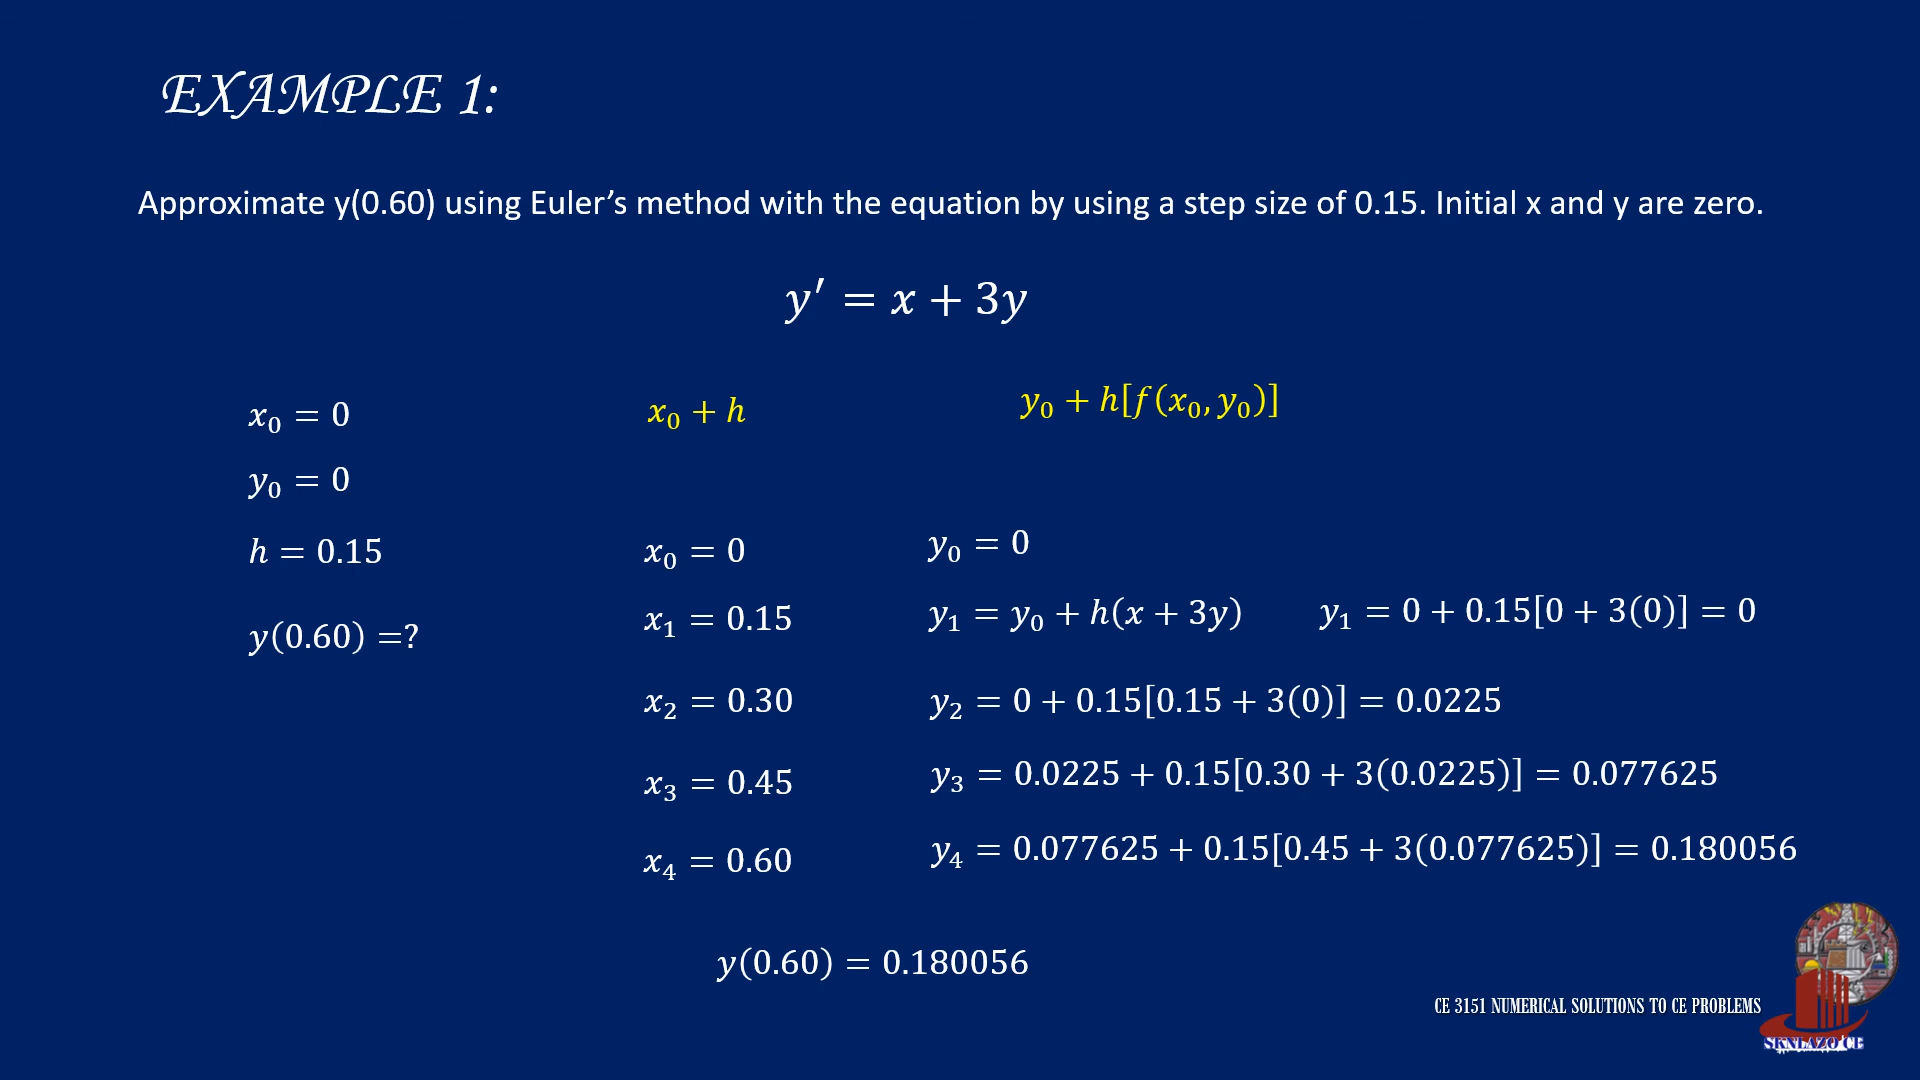 EXAMPLE 1:
Approximate y(0.60) using Euler’s method with the equation by using a step size of 0.15. Initial x and y are zero.
y′ = x + 3y
x₀ = 0
y₀ = 0
h = 0.15
y(0.60) =?
x₀ + h
x₀ = 0
x₁ = 0.15
x₂ = 0.30
x₃ = 0.45
x₄ = 0.60
y₀ + h[f(x₀, y₀)]
y₀ = 0
y₁ = y₀ + h(x + 3y) y₁ = 0 + 0.15[0 + 3(0)] = 0
y₂ = 0 + 0.15[0.15 + 3(0)] = 0.0225
y₃ = 0.0225 + 0.15[0.30 + 3(0.0225)] = 0.077625
y₄ = 0.077625 + 0.15[0.45 + 3(0.077625)] = 0.180056
y(0.60) = 0.180056
CE 3151 NUMERICAL SOLUTIONS TO CE PROBLEMS
SKNLAZO CE